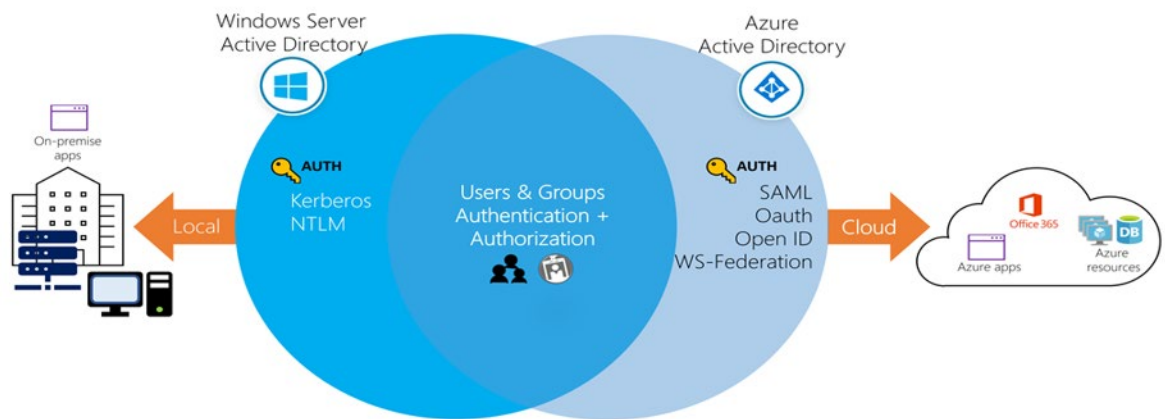 Windows Server
Active Directory
Azure
Active Directory
On-premise
apps
AUTH
Kerberos
NTLM
Local
Users & Groups
Authentication +
Authorization
AUTH
SAML
Oauth
Open ID
WS-Federation
Cloud
Office 365
Azure apps
DB
Azure
resources